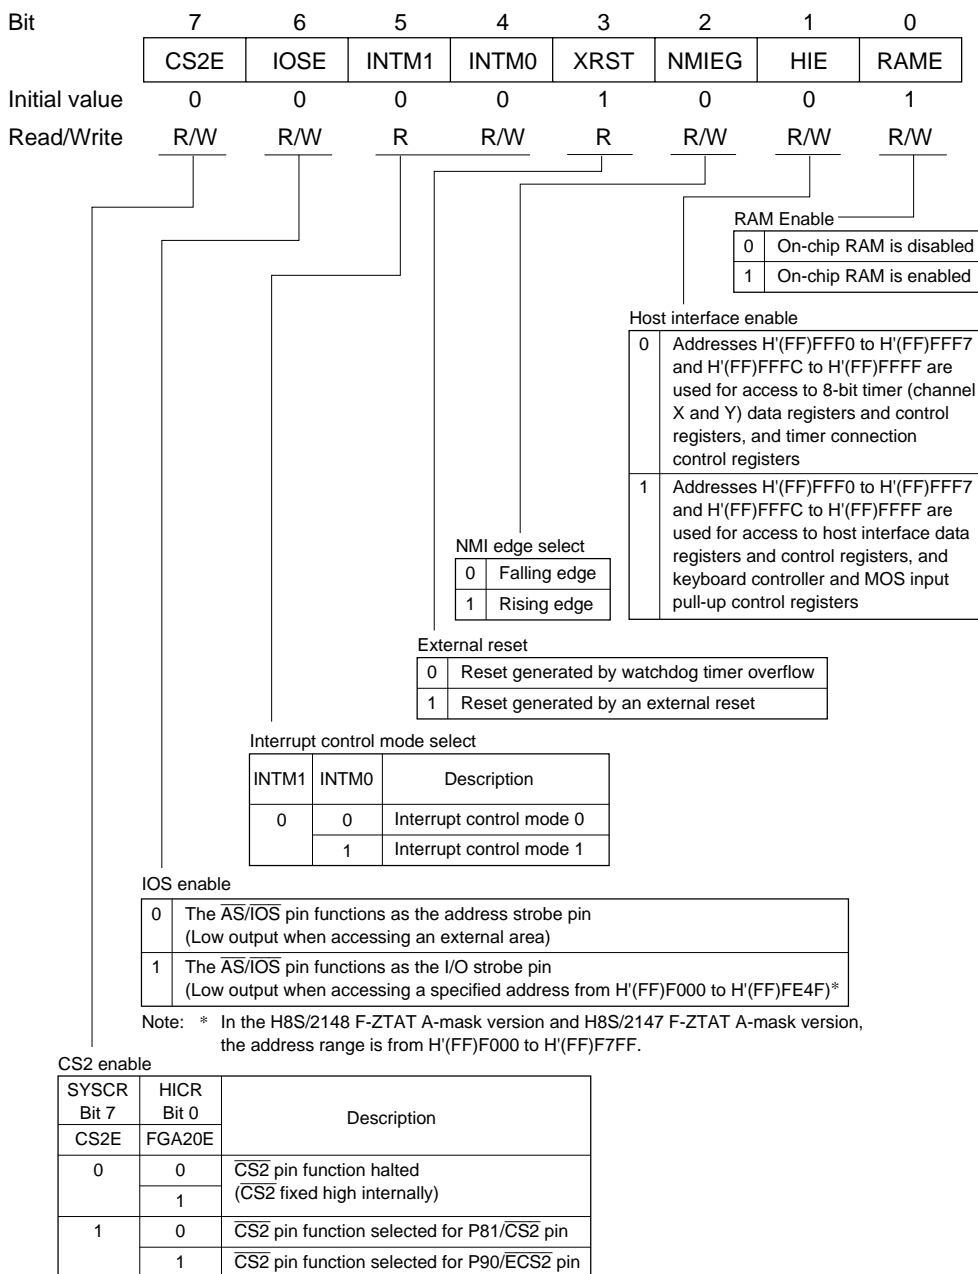 Bit 7 6 5 4 3 2 1 0
CS2E IOSE INTM1 INTM0 XRST NMIEG HIE RAME
Initial value 0 0 0 0 1 0 0 1
Read/Write R/W R/W R R/W R R/W R/W R/W
RAM Enable
0 On-chip RAM is disabled
1 On-chip RAM is enabled
Host interface enable
0 Addresses H'(FF)FFF0 to H'(FF)FFF7
and H'(FF)FFFC to H'(FF)FFFF are
used for access to 8-bit timer (channel
X and Y) data registers and control
registers, and timer connection
control registers
1 Addresses H'(FF)FFF0 to H'(FF)FFF7
and H'(FF)FFFC to H'(FF)FFFF are
used for access to host interface data
registers and control registers, and
keyboard controller and MOS input
pull-up control registers
NMI edge select
0 Falling edge
1 Rising edge
External reset
0 Reset generated by watchdog timer overflow
1 Reset generated by an external reset
Interrupt control mode select
INTM1 INTM0 Description
0 0 Interrupt control mode 0
1 Interrupt control mode 1
IOS enable
0 The A̅S̅/I̅O̅S̅ pin functions as the address strobe pin
(Low output when accessing an external area)
1 The A̅S̅/I̅O̅S̅ pin functions as the I/O strobe pin
(Low output when accessing a specified address from H'(FF)F000 to H'(FF)FE4F)*
Note: * In the H8S/2148 F-ZTAT A-mask version and H8S/2147 F-ZTAT A-mask version,
the address range is from H'(FF)F000 to H'(FF)F7FF.
CS2 enable
SYSCR HICR
Bit 7 Bit 0 Description
CS2E FGA20E
0 0 C̅S̅2̅ pin function halted
1 (C̅S̅2̅ fixed high internally)
1 0 C̅S̅2̅ pin function selected for P81/C̅S̅2̅ pin
1 C̅S̅2̅ pin function selected for P90/E̅C̅S̅2̅ pin